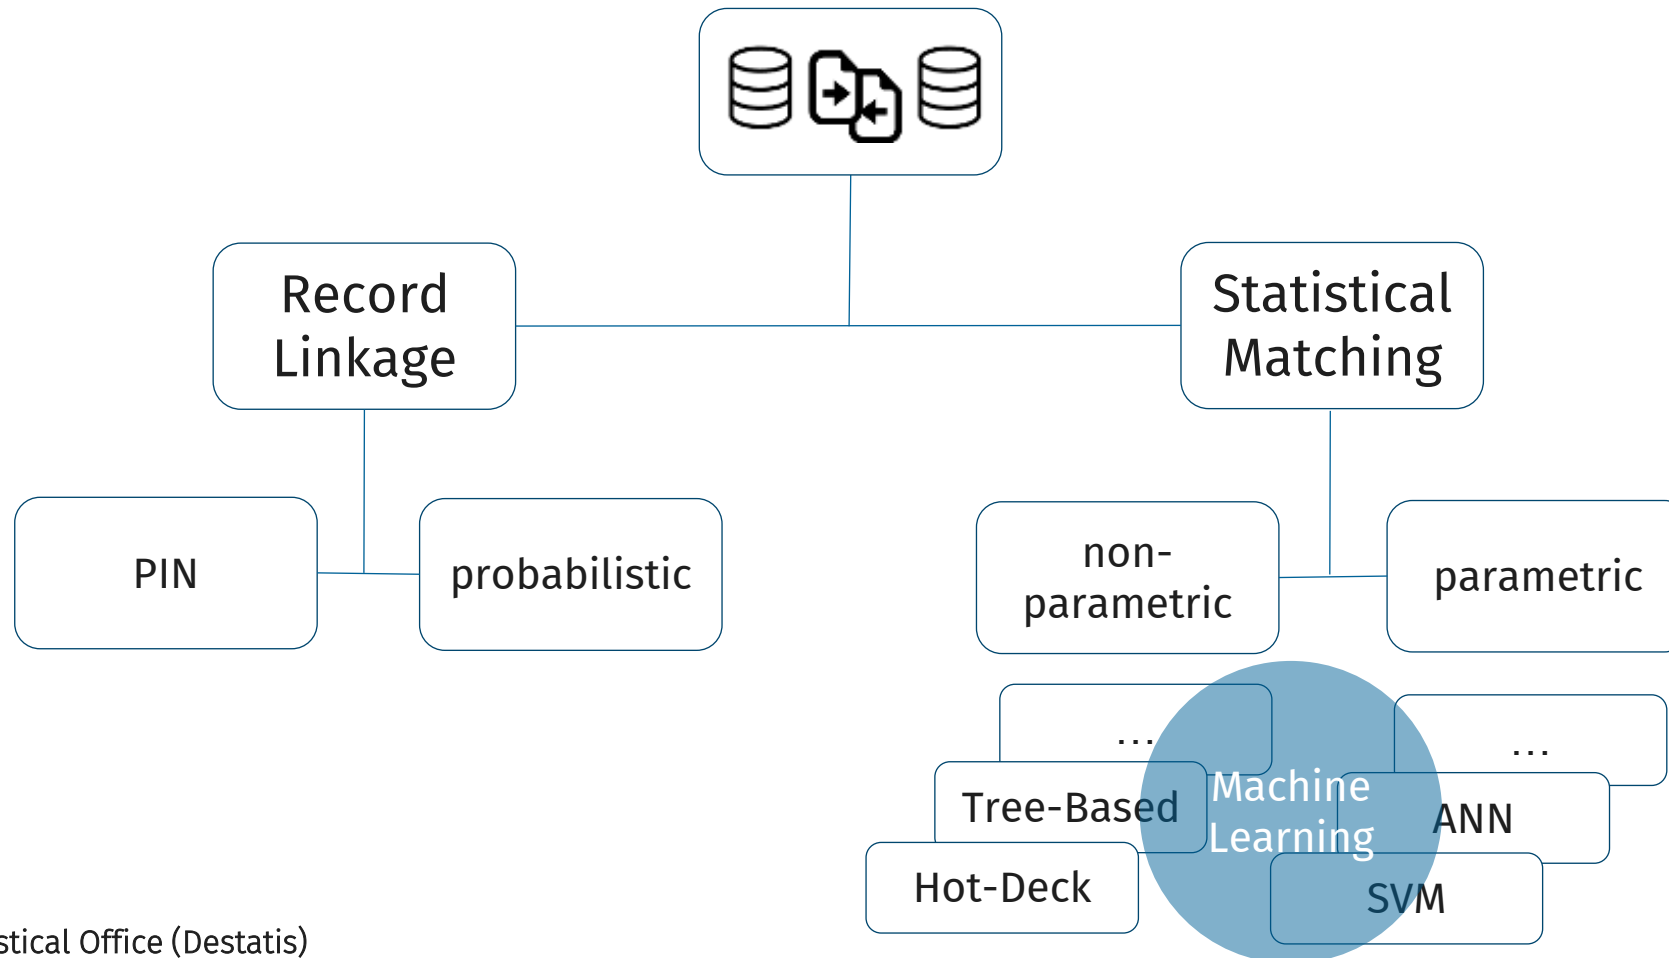 Record
Linkage
Statistical
Matching
PIN
probabilistic
non-
parametric
parametric
...
...
Tree-Based
Machine
Learning
ANN
Hot-Deck
SVM
stical Office (Destatis)